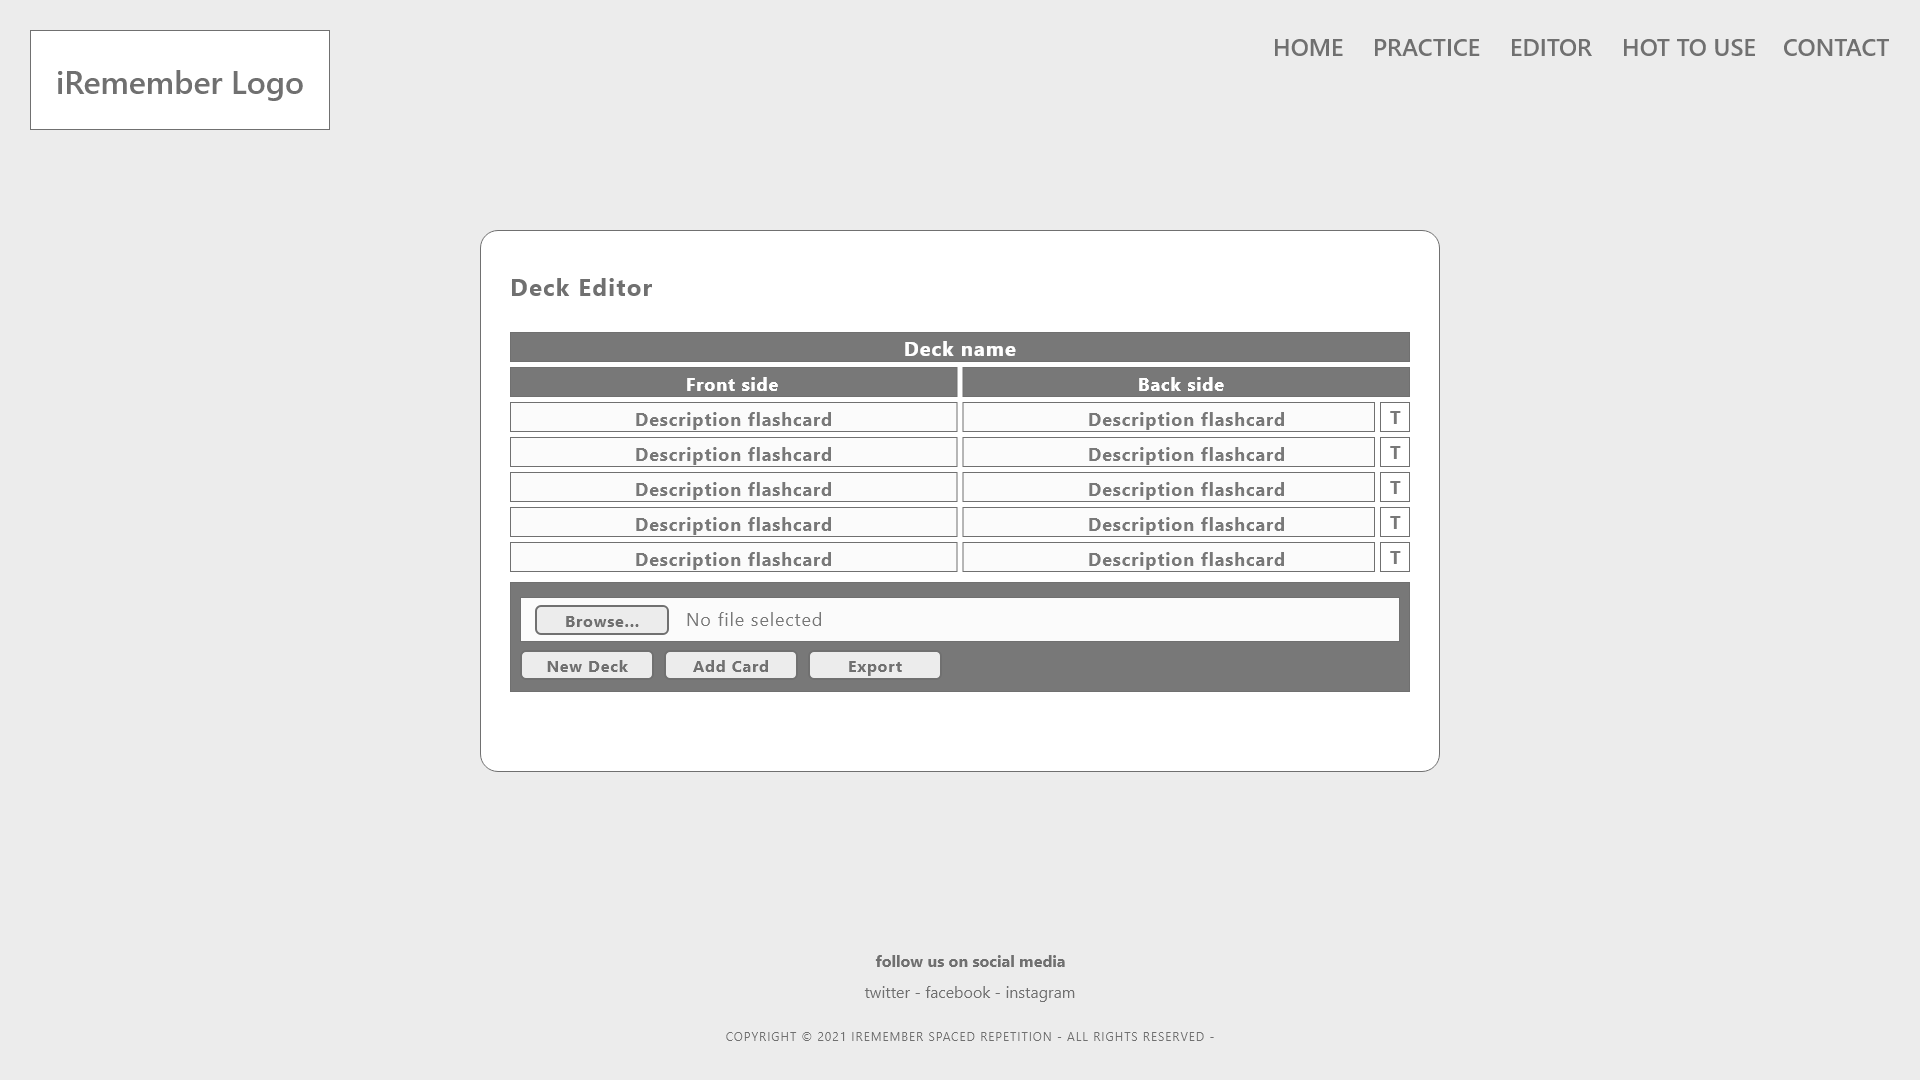 iRemember Logo
HOME PRACTICE EDITOR HOT TO USE CONTACT
Deck Editor
Deck name
Front side Back side
Description flashcard Description flashcard T
Description flashcard Description flashcard T
Description flashcard Description flashcard T
Description flashcard Description flashcard T
Description flashcard Description flashcard T
Browse... No file selected
New Deck Add Card Export
follow us on social media
twitter - facebook - instagram
COPYRIGHT © 2021 IREMEMBER SPACED REPETITION - ALL RIGHTS RESERVED -